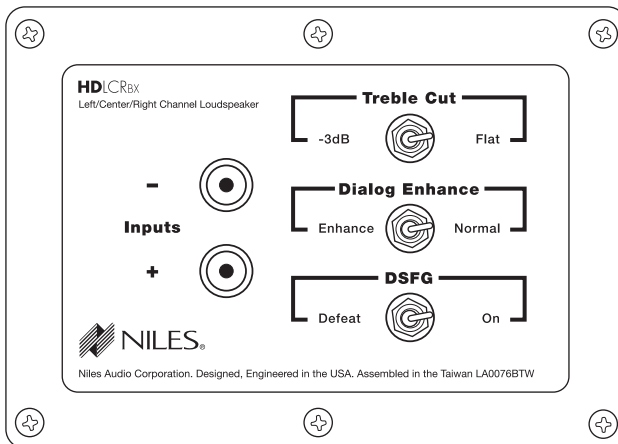 HDLCRBX
Left/Center/Right Channel Loudspeaker
Treble Cut
-3dB Flat
-
Dialog Enhance
Inputs
Enhance Normal
+
DSFG
Defeat On
NILES®
Niles Audio Corporation. Designed, Engineered in the USA. Assembled in the Taiwan LA0076BTW